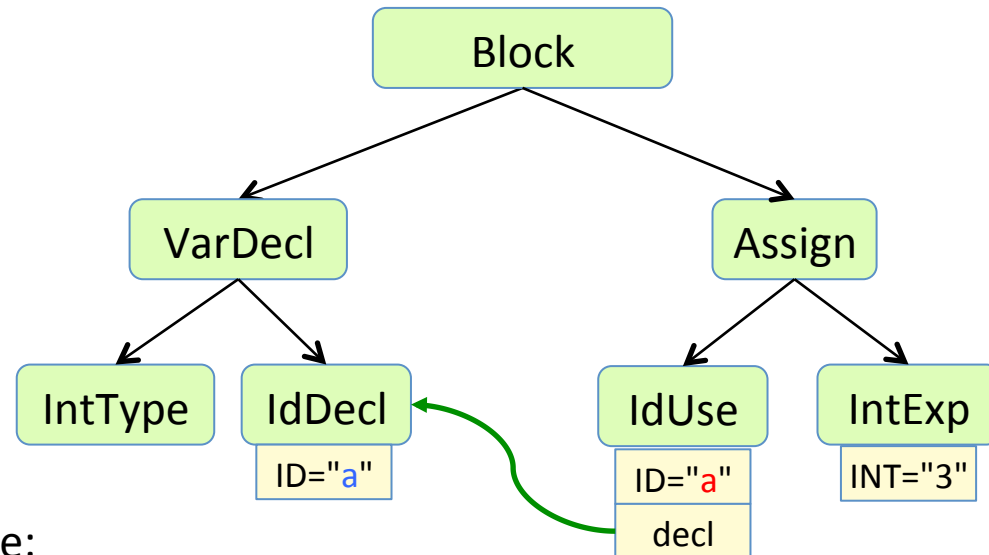 Block
VarDecl
Assign
IntType
IdDecl
IdUse
IntExp
ID="a"
ID="a"
INT="3"
decl
e: